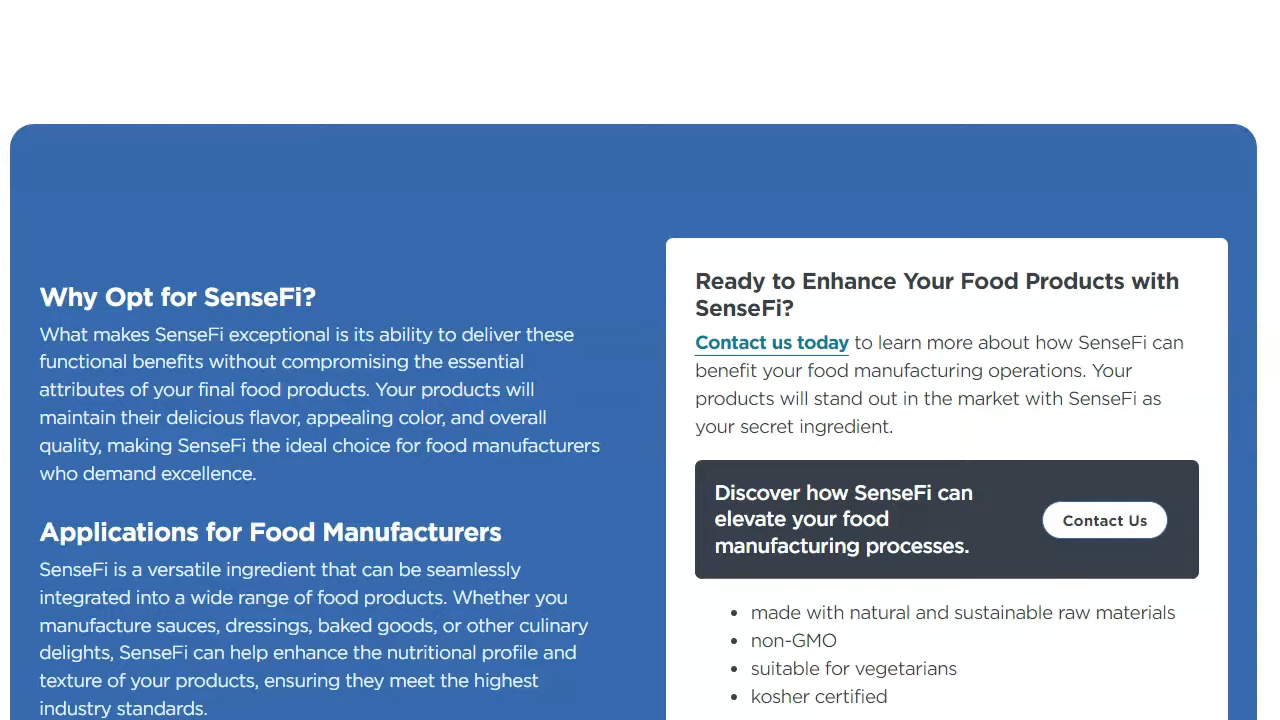 Why Opt for SenseFi?
What makes SenseFi exceptional is its ability to deliver these
functional benefits without compromising the essential
attributes of your final food products. Your products will
maintain their delicious flavor, appealing color, and overall
quality, making SenseFi the ideal choice for food manufacturers
who demand excellence.
Applications for Food Manufacturers
SenseFi is a versatile ingredient that can be seamlessly
integrated into a wide range of food products. Whether you
manufacture sauces, dressings, baked goods, or other culinary
delights, SenseFi can help enhance the nutritional profile and
texture of your products, ensuring they meet the highest
industry standards.
Ready to Enhance Your Food Products with
SenseFi?
Contact us today to learn more about how SenseFi can
benefit your food manufacturing operations. Your
products will stand out in the market with SenseFi as
your secret ingredient.
Discover how SenseFi can
elevate your food
manufacturing processes.
Contact Us
• made with natural and sustainable raw materials
• non-GMO
• suitable for vegetarians
• kosher certified